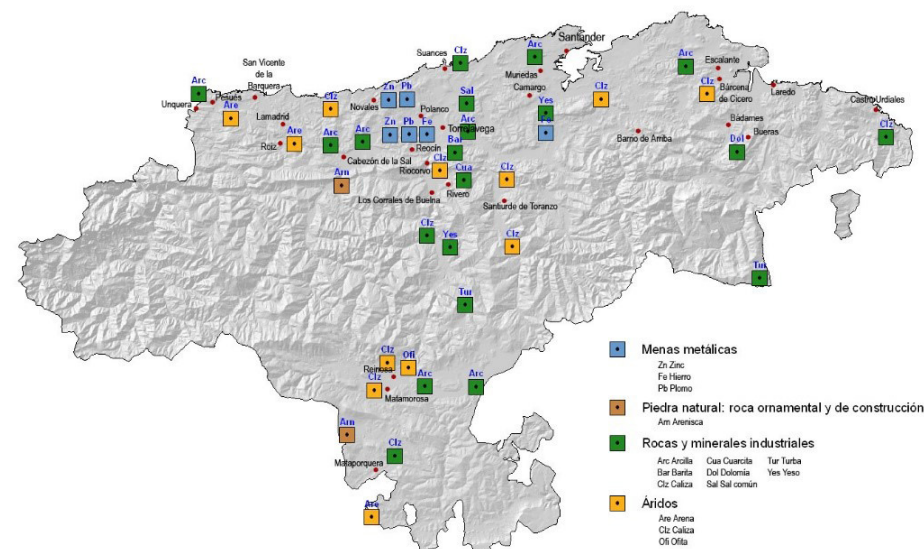 Santander
Suances
Clz
Arc
Muriedas
Camargo
Arc
Escalante
Clz
Bárcena
de Cicero
Laredo
Castro Urdiales
San Vicente
de la
Barquera
Arc
Pesués
Unquera
Are
Lamadrid
Roiz
Are
Clz
Novales
Zn
Pb
Polanco
Sal
Arc
Torrelavega
Yes
Clz
Zn
Pb
Fe
Reocín
Bar
Arc
Arc
Cabezón de la Sal
Riocorvo
Clz
Cua
Rivero
Los Corrales de Buelna
Arn
Clz
Santiurde de Toranzo
Barrio de Arriba
Bádames
Bueras
Dol
Clz
Clz
Yes
Clz
Tur
Tur
Clz
Ofi
Reinosa
Clz
Matamorosa
Arc
Arc
Arn
Clz
Mataporquera
Are
Menas metálicas
Zn Zinc
Fe Hierro
Pb Plomo
Piedra natural: roca ornamental y de construcción
Arn Arenisca
Rocas y minerales industriales
Arc Arcilla Cua Cuarcita Tur Turba
Bar Barita Dol Dolomía Yes Yeso
Clz Caliza Sal Sal común
Áridos
Are Arena
Clz Caliza
Ofi Ofita